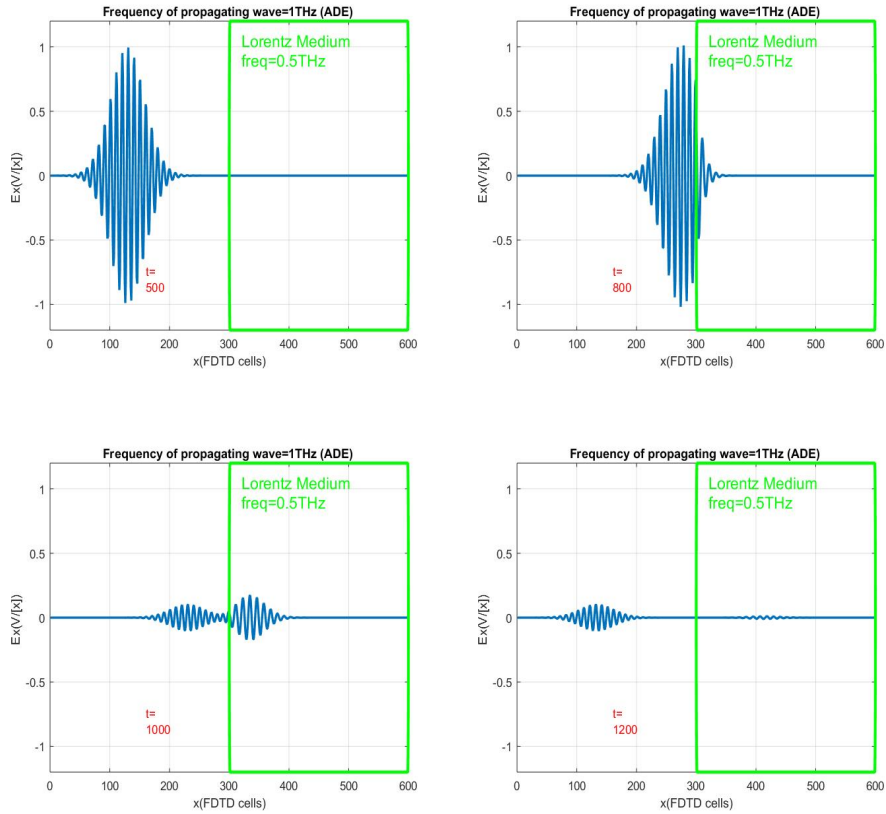 Frequency of propagating wave=1THz (ADE)
Lorentz Medium
freq=0.5THz
1
0.5
0
-0.5
-1
Ex(V/[x])
t=
500
0 100 200 300 400 500 600
x(FDTD cells)
Frequency of propagating wave=1THz (ADE)
Lorentz Medium
freq=0.5THz
1
0.5
0
-0.5
-1
Ex(V/[x])
t=
800
0 100 200 300 400 500 600
x(FDTD cells)
Frequency of propagating wave=1THz (ADE)
Lorentz Medium
freq=0.5THz
1
0.5
0
-0.5
-1
Ex(V/[x])
t=
1000
0 100 200 300 400 500 600
x(FDTD cells)
Frequency of propagating wave=1THz (ADE)
Lorentz Medium
freq=0.5THz
1
0.5
0
-0.5
-1
Ex(V/[x])
t=
1200
0 100 200 300 400 500 600
x(FDTD cells)